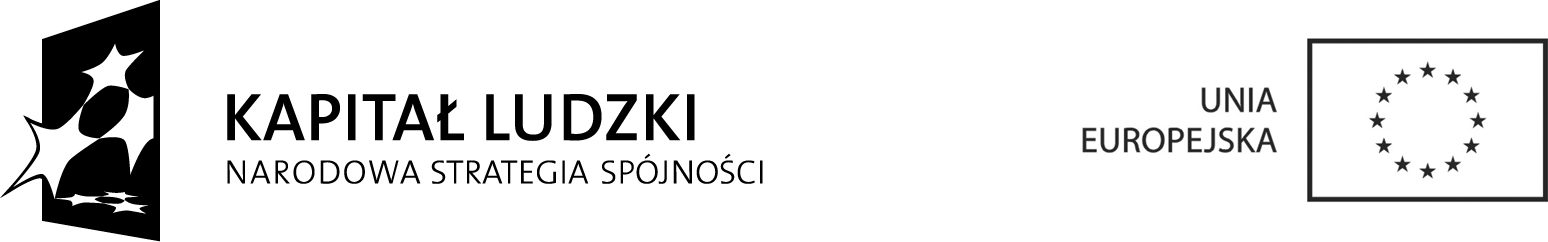 KAPITAŁ LUDZKI
NARODOWA STRATEGIA SPÓJNOŚCI
UNIA
EUROPEJSKA